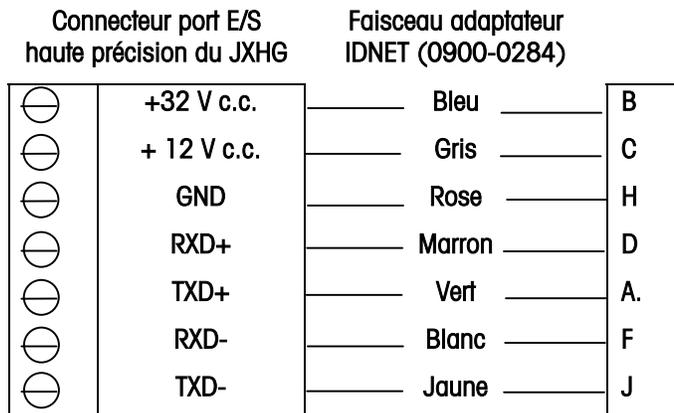 Connecteur port E/S
haute précision du JXHG
Faisceau adaptateur
IDNET (0900-0284)
+32 V c.c. Bleu B
+ 12 V c.c. Gris C
GND Rose H
RXD+ Marron D
TXD+ Vert A.
RXD- Blanc F
TXD- Jaune J